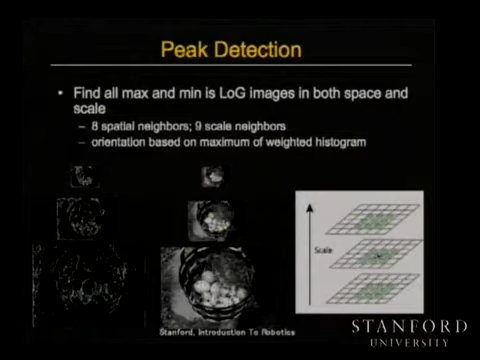 Peak Detection
• Find all max and min is LoG images in both space and
scale
– 8 spatial neighbors; 9 scale neighbors
– orientation based on maximum of weighted histogram
Scale
Stanford, Introduction To Robotics
STANFORD
UNIVERSITY